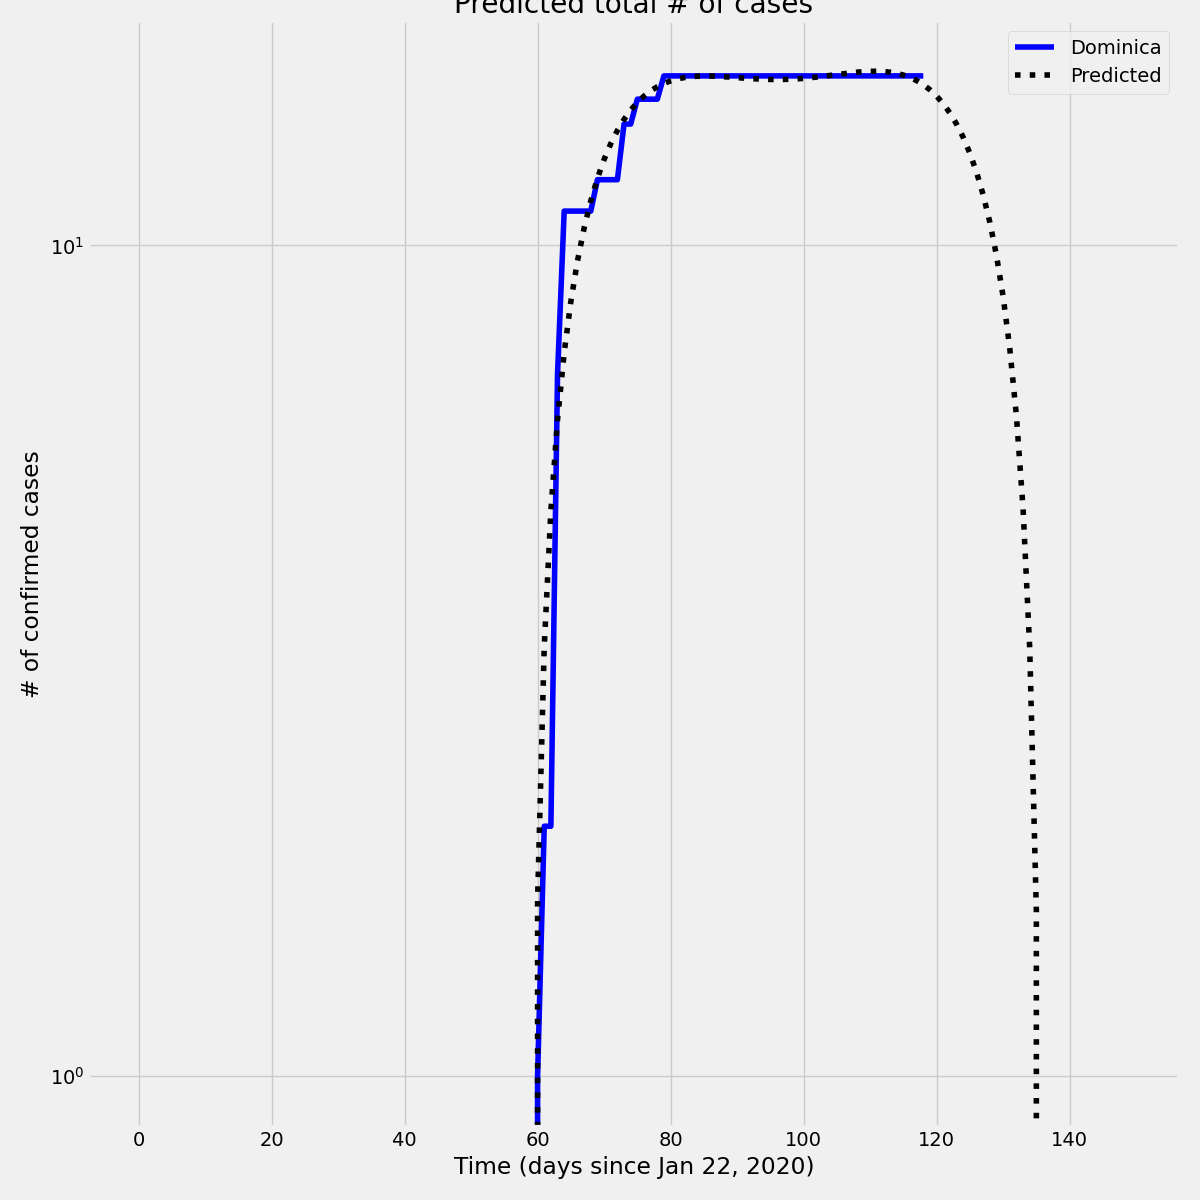 Predicted total # of cases
Dominica
Predicted
10¹
10⁰
# of confirmed cases
0 20 40 60 80 100 120 140
Time (days since Jan 22, 2020)